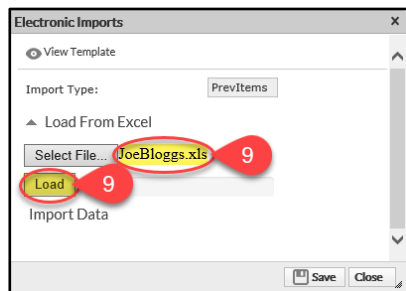 Electronic Imports x
View Template
Import Type: PrevItems
Load From Excel
Select File... JoeBloggs.xls 9
Load 9
Import Data
Save Close